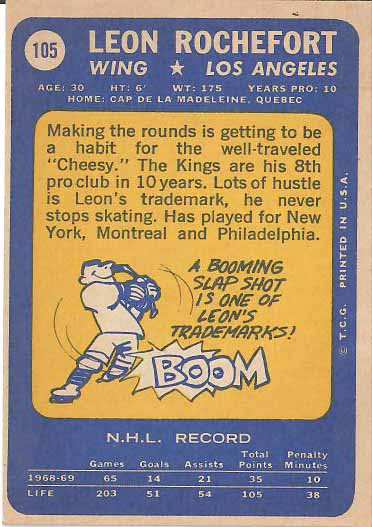 105
LEON ROCHEFORT
WING ★ LOS ANGELES
AGE: 30 HT: 6' WT: 175 YEARS PRO: 10
HOME: CAP DE LA MADELEINE, QUEBEC
Making the rounds is getting to be
a habit for the well-traveled
"Cheesy." The Kings are his 8th
pro club in 10 years. Lots of hustle
is Leon's trademark, he never
stops skating. Has played for New
York, Montreal and Philadelphia.
A BOOMING
SLAP SHOT
IS ONE OF
LEON'S
TRADEMARKS!
BOOM
© T.C.G. PRINTED IN U.S.A.
N.H.L. RECORD
Games Goals Assists Total Points Penalty Minutes
1968-69 65 14 21 35 10
LIFE 203 51 54 105 38